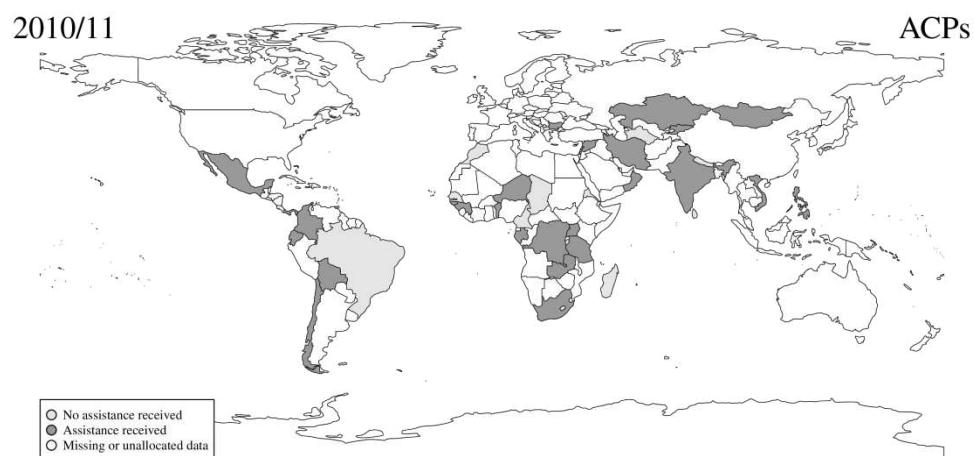 2010/11
ACPs
No assistance received
Assistance received
Missing or unallocated data